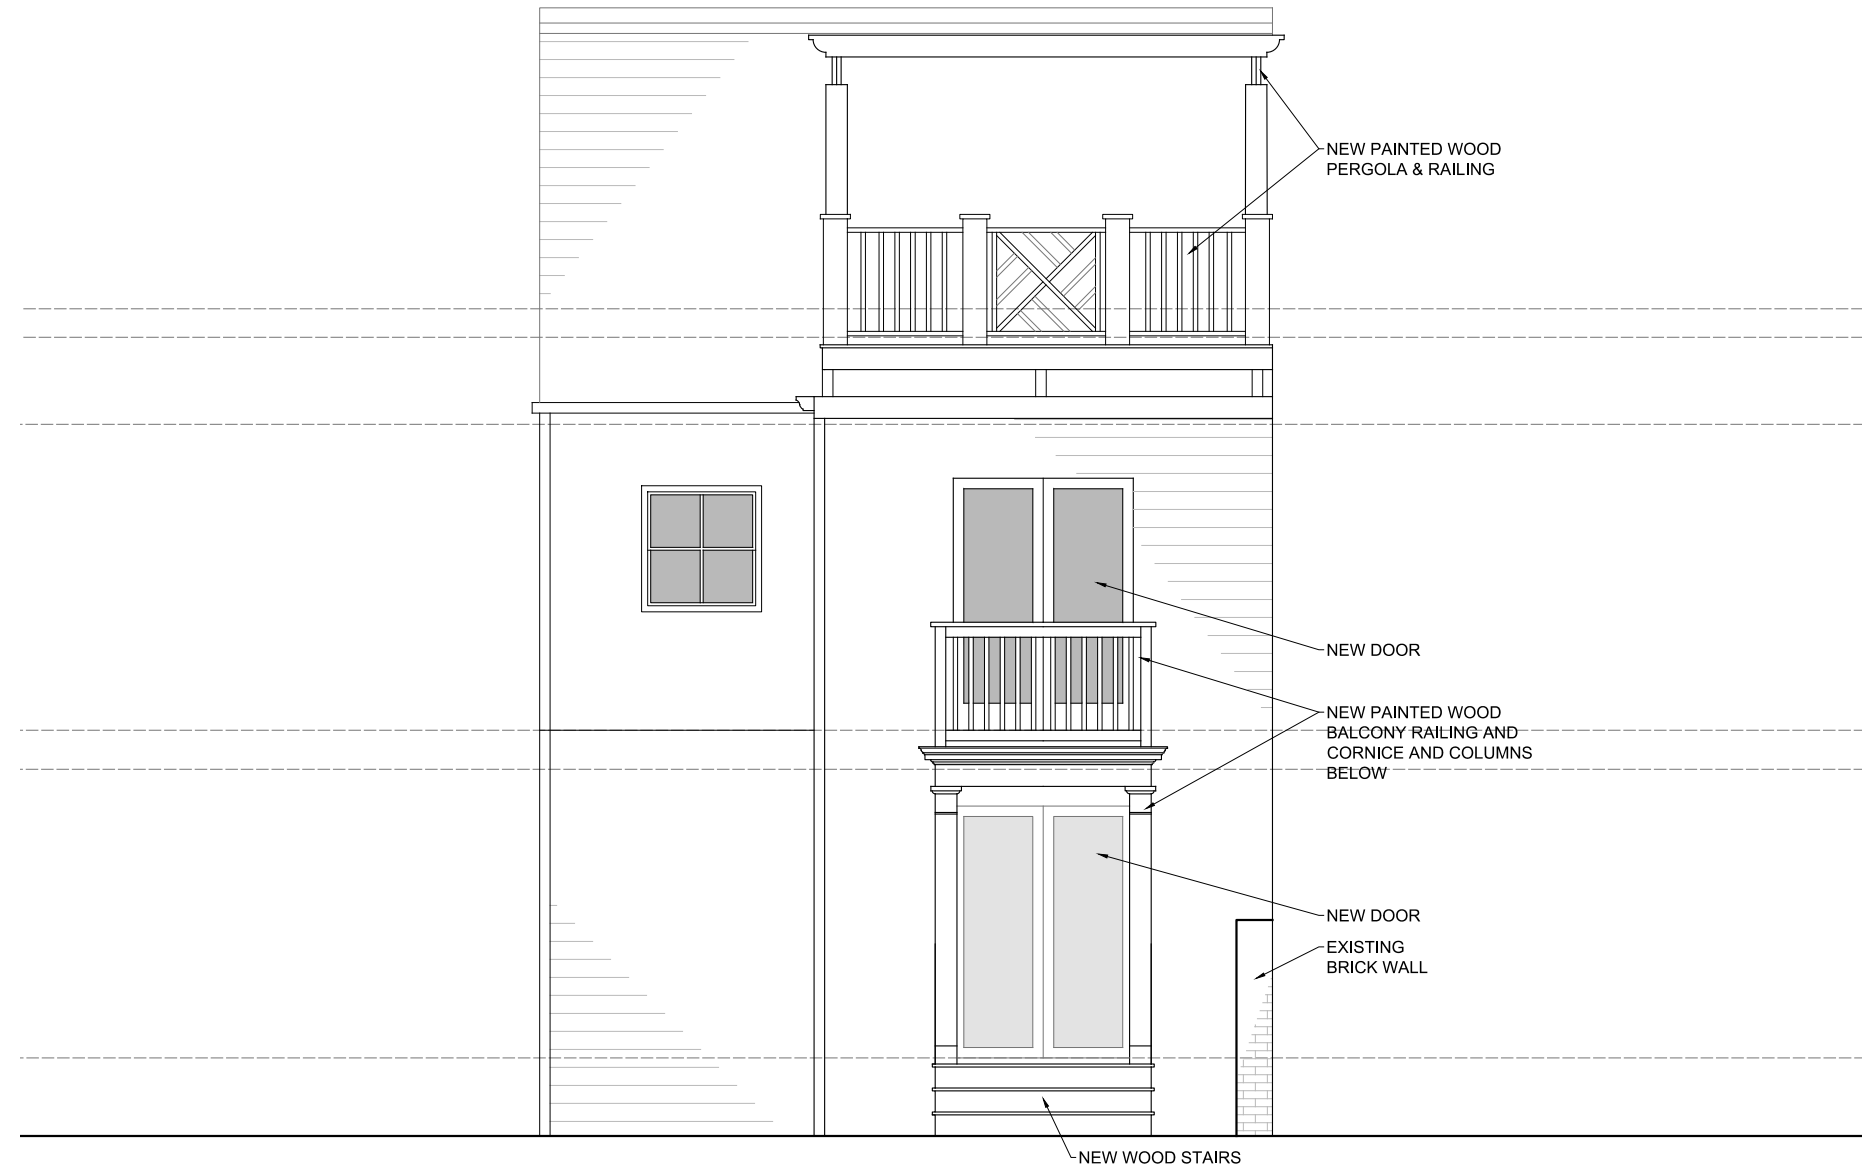 NEW PAINTED WOOD
PERGOLA & RAILING
NEW DOOR
NEW PAINTED WOOD
BALCONY RAILING AND
CORNICE AND COLUMNS
BELOW
NEW DOOR
EXISTING
BRICK WALL
NEW WOOD STAIRS